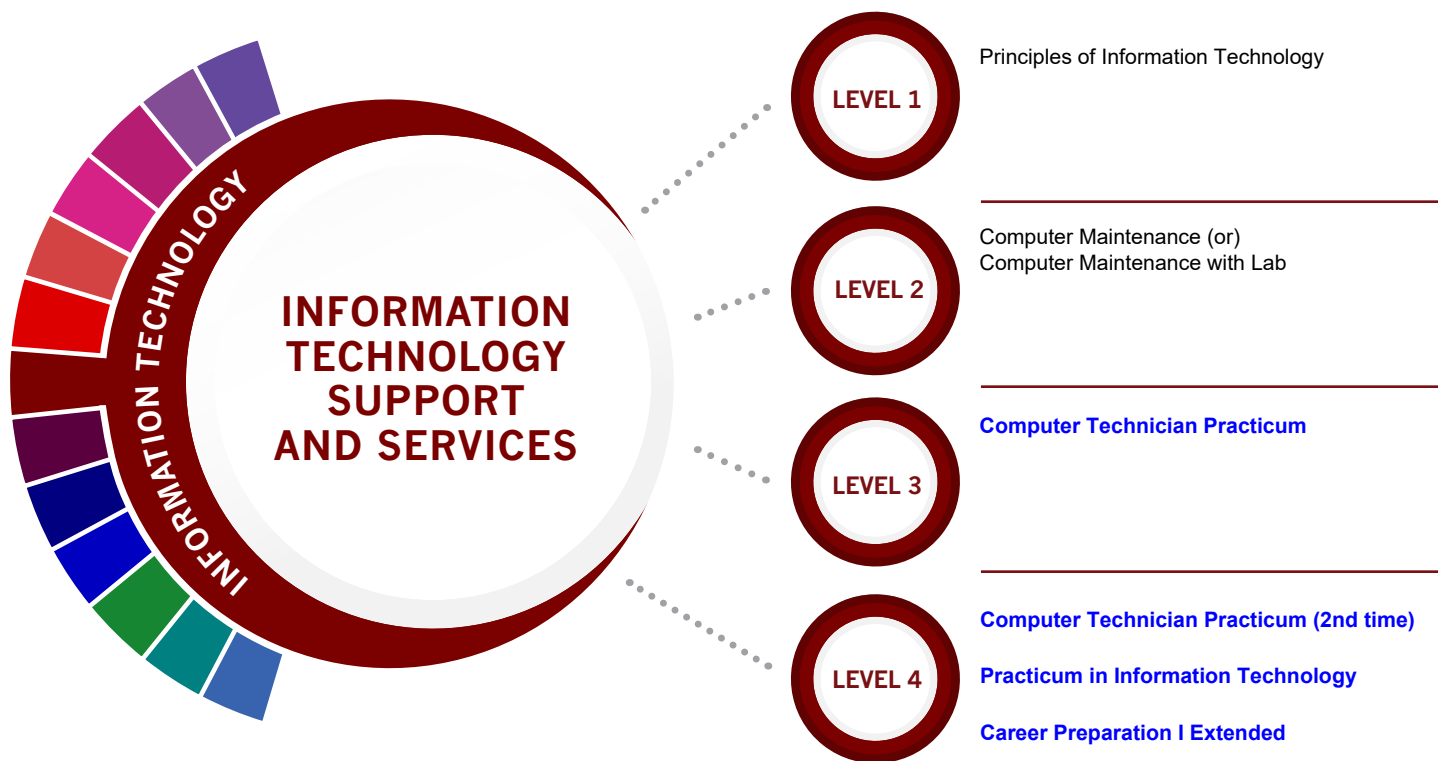 INFORMATION TECHNOLOGY
INFORMATION
TECHNOLOGY
SUPPORT
AND SERVICES
LEVEL 1
Principles of Information Technology
LEVEL 2
Computer Maintenance (or)
Computer Maintenance with Lab
LEVEL 3
Computer Technician Practicum
LEVEL 4
Computer Technician Practicum (2nd time)
Practicum in Information Technology
Career Preparation I Extended